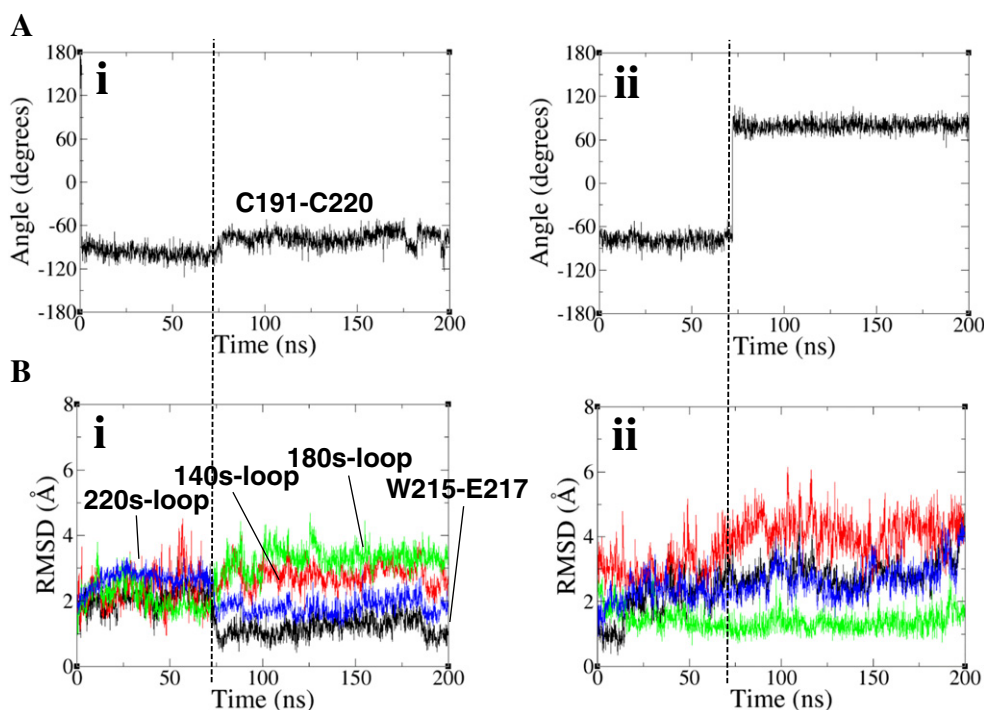 A
i
Angle (degrees)
180
120
60
0
-60
-120
-180
C191-C220
0 50 100 150 200
Time (ns)
ii
Angle (degrees)
180
120
60
0
-60
-120
-180
0 50 100 150 200
Time (ns)
B
i
RMSD (Å)
8
6
4
2
0
220s-loop
140s-loop
180s-loop
W215-E217
0 50 100 150 200
Time (ns)
ii
RMSD (Å)
8
6
4
2
0
0 50 100 150 200
Time (ns)